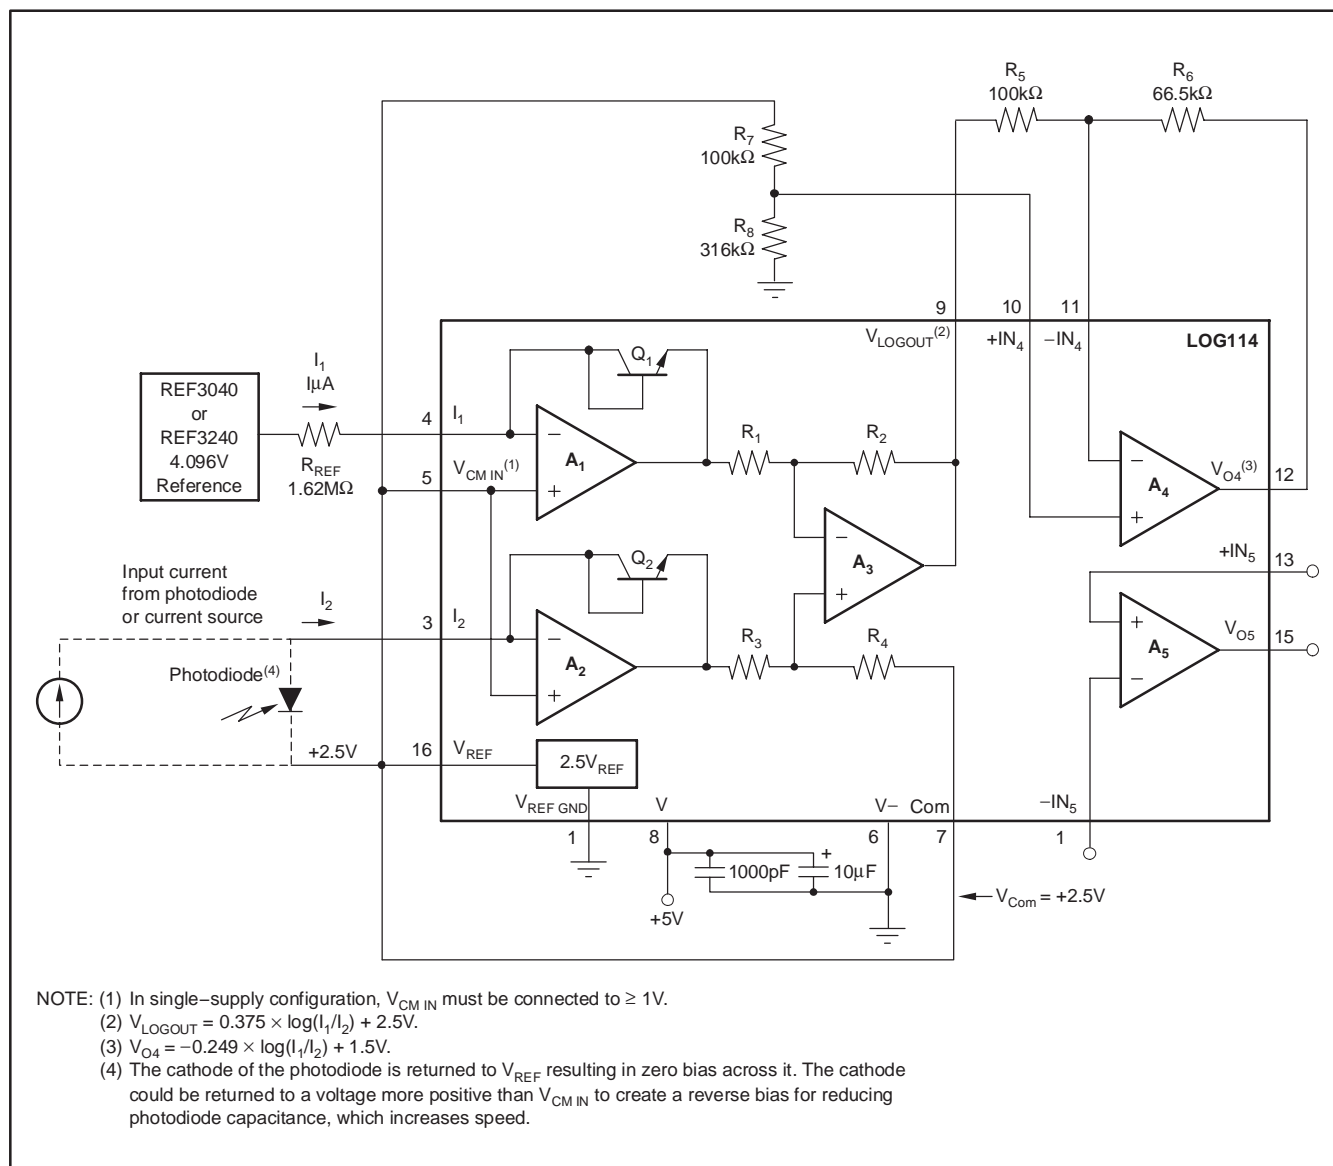 R5
100kΩ
R6
66.5kΩ
R7
100kΩ
R8
316kΩ
9
10
11
VLOGOUT(2)
+IN4
−IN4
LOG114
I1
IµA
REF3040
or
REF3240
4.096V
Reference
RREF
1.62MΩ
4
I1
Q1
−
A1
+
5
VCM IN(1)
R1
R2
−
A4
+
VO4(3)
12
Q2
−
A3
+
+IN5
13
Input current
from photodiode
or current source
I2
3
I2
−
A2
+
R3
R4
+
A5
−
VO5
15
Photodiode(4)
+2.5V
16
VREF
2.5VREF
VREF GND
V
V−
Com
−IN5
1
8
6
7
1
1000pF
+
10µF
+5V
VCom = +2.5V
NOTE: (1) In single−supply configuration, VCM IN must be connected to ≥ 1V.
(2) VLOGOUT = 0.375 × log(I1/I2) + 2.5V.
(3) VO4 = −0.249 × log(I1/I2) + 1.5V.
(4) The cathode of the photodiode is returned to VREF resulting in zero bias across it. The cathode
could be returned to a voltage more positive than VCM IN to create a reverse bias for reducing
photodiode capacitance, which increases speed.